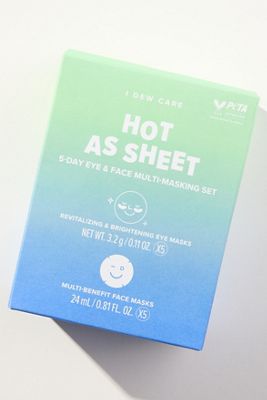 I DEW CARE
PETA
HOT
AS SHEET
5-DAY EYE & FACE MULTI-MASKING SET
REVITALIZING & BRIGHTENING EYE MASKS
NET WT. 3.2 g / 0.11 OZ. X5
MULTI-BENEFIT FACE MASKS
24 mL / 0.81 FL. OZ. X5